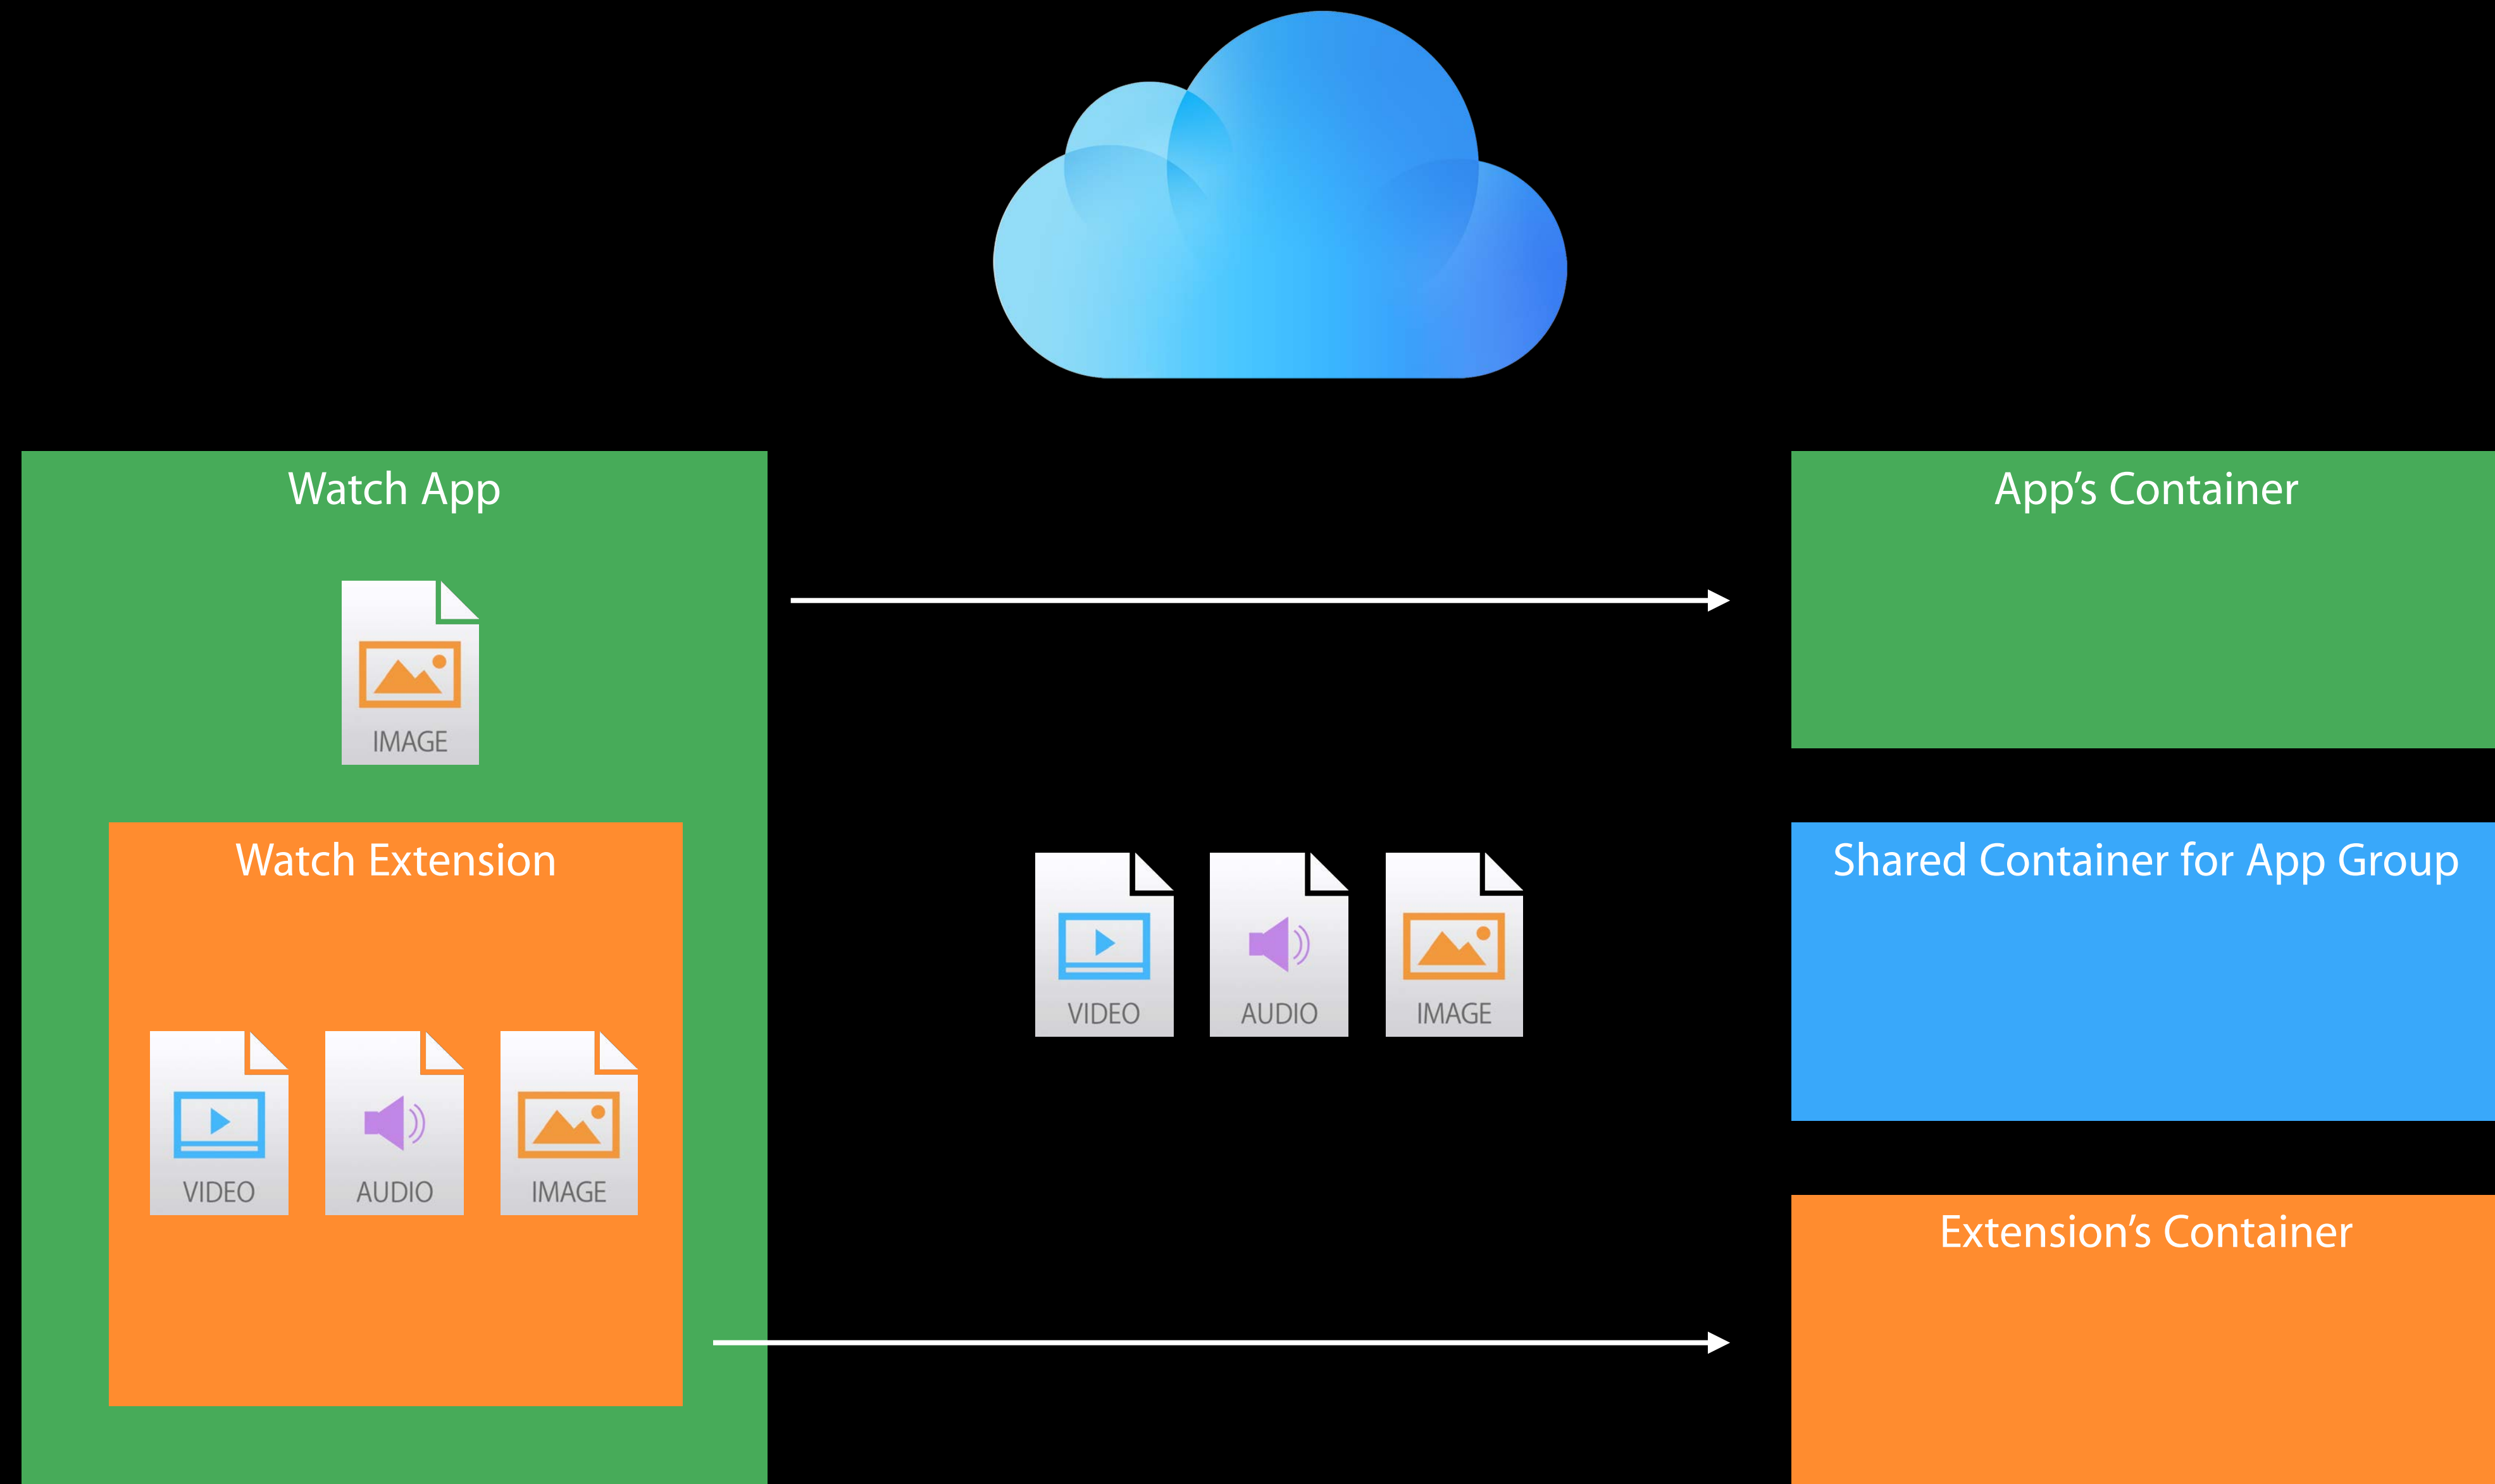 Watch App
IMAGE
Watch Extension
VIDEO
AUDIO
IMAGE
VIDEO
AUDIO
IMAGE
App’s Container
Shared Container for App Group
Extension’s Container